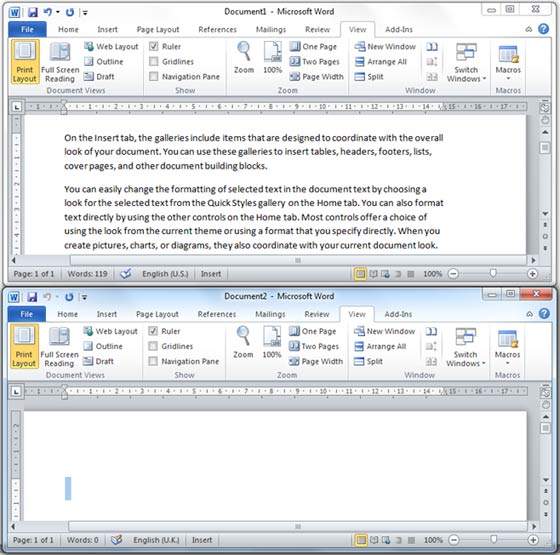 Document1 - Microsoft Word
File Home Insert Page Layout References Mailings Review View Add-Ins
Print Layout Full Screen Reading Web Layout Outline Draft Ruler Gridlines Navigation Pane Zoom 100% One Page Two Pages Page Width New Window Arrange All Split Switch Windows Macros
Document Views Show Zoom Window Macros
On the Insert tab, the galleries include items that are designed to coordinate with the overall
look of your document. You can use these galleries to insert tables, headers, footers, lists,
cover pages, and other document building blocks.
You can easily change the formatting of selected text in the document text by choosing a
look for the selected text from the Quick Styles gallery on the Home tab. You can also format
text directly by using the other controls on the Home tab. Most controls offer a choice of
using the look from the current theme or using a format that you specify directly. When you
create pictures, charts, or diagrams, they also coordinate with your current document look.
Page: 1 of 1 Words: 119 English (U.S.) Insert 100%
Document2 - Microsoft Word
File Home Insert Page Layout References Mailings Review View Add-Ins
Print Layout Full Screen Reading Web Layout Outline Draft Ruler Gridlines Navigation Pane Zoom 100% One Page Two Pages Page Width New Window Arrange All Split Switch Windows Macros
Document Views Show Zoom Window Macros
Page: 1 of 1 Words: 0 English (U.K.) Insert 100%